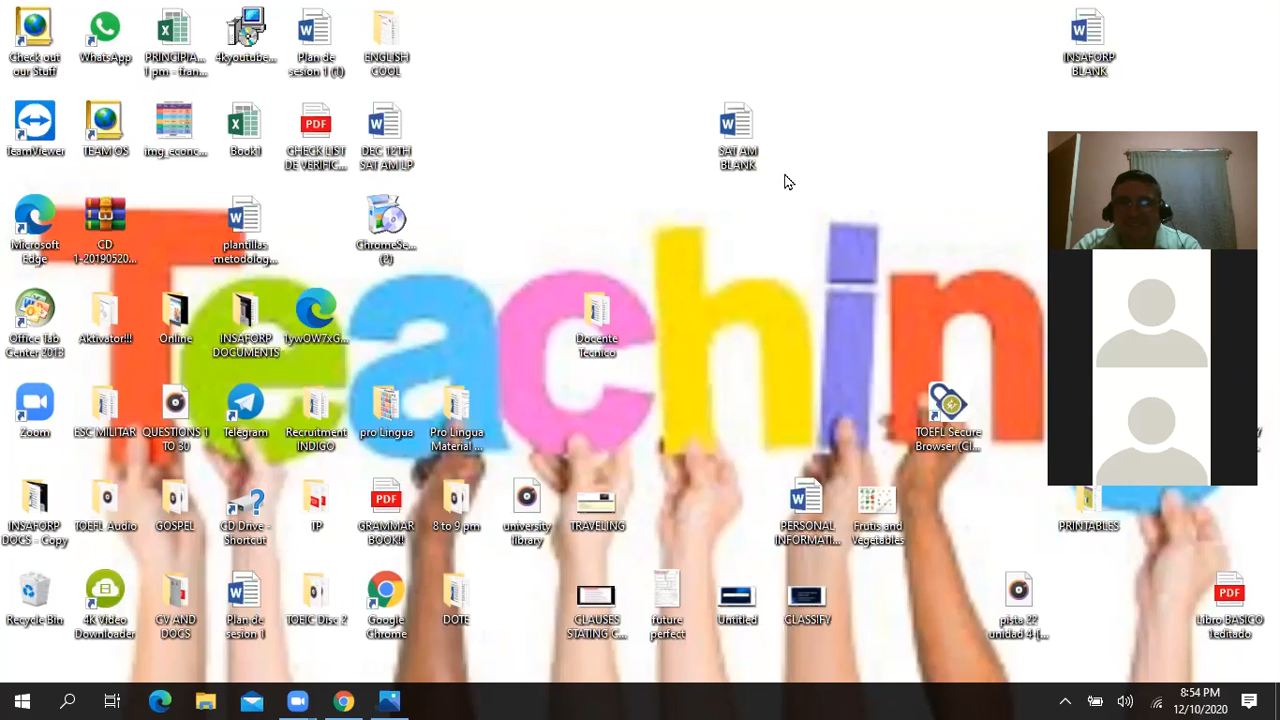 Check out
our Stuff
WhatsApp
PRINCIPIA...
1 pm - fran...
4kyoutube...
Plan de
sesion 1 (1)
ENGLISH
COOL
INSAFORP
BLANK
TeamViewer
TEAM OS
img_econc...
Book1
PDF
CHECK LIST
DE VERIFIC...
DEC 12TH
SAT AM LP
SAT AM
BLANK
Microsoft
Edge
CD
1-20190520...
plantillas
metodolog...
ChromeSe...
(2)
Teachin
Office Tab
Center 2013
Aktivator!!!
Online
INSAFORP
DOCUMENTS
1ywOW7xG...
Docente
Tecnico
Zoom
ESC MILITAR
QUESTIONS 1
TO 30
Telegram
Recruitment
INDIGO
pro Lingua
Pro Lingua
Material ...
TOEFL Secure
Browser (Cl...
INSAFORP
DOCS - Copy
TOEFL Audio
GOSPEL
CD Drive -
Shortcut
1P
PDF
GRAMMAR
BOOK!!
8 to 9 pm
university
library
TRAVELING
PERSONAL
INFORMATI...
Frutis and
Vegetables
PRINTABLES
Recycle Bin
4K Video
Downloader
CV AND
DOCS
Plan de
sesion 1
TOEIC Disc 2
Google
Chrome
DOTE
CLAUSES
STATING C...
future
perfect
Untitled
CLASSIFY
pista 22
unidad 4-[...
PDF
Libro BASICO
1editado
8:54 PM
12/10/2020